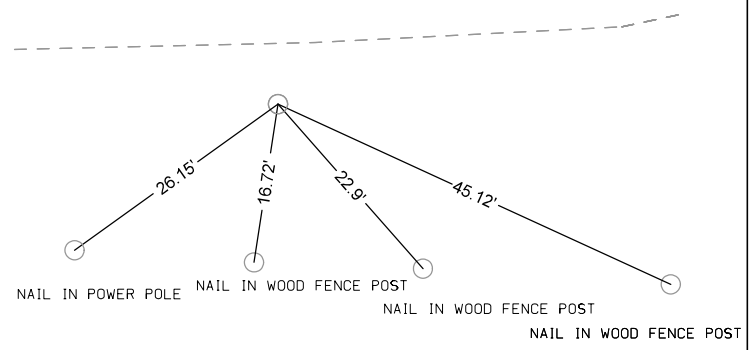 26.15'
16.72'
22.9'
45.12'
NAIL IN POWER POLE
NAIL IN WOOD FENCE POST
NAIL IN WOOD FENCE POST
NAIL IN WOOD FENCE POST